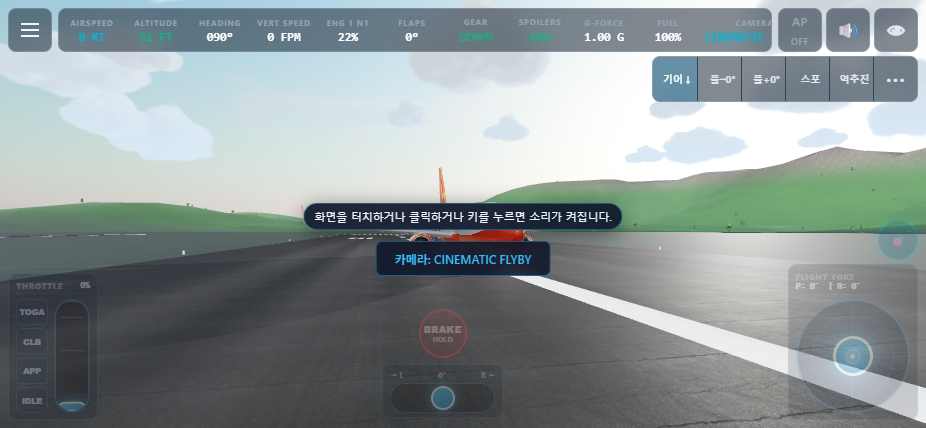 AIRSPEED
0 KT
ALTITUDE
51 FT
HEADING
090°
VERT SPEED
0 FPM
ENG 1 N1
22%
FLAPS
0°
GEAR
DOWN
SPOILERS
ARM
G-FORCE
1.00 G
FUEL
100%
CAMERA
CINEMATIC
AP
OFF
기어↓
플-0°
플+0°
스포
역추진
•••
화면을 터치하거나 클릭하거나 키를 누르면 소리가 켜집니다.
카메라: CINEMATIC FLYBY
THROTTLE 0%
TOGA
CLB
APP
IDLE
BRAKE
HOLD
→ L 0° R ←
FLIGHT YOKE
P: 0° | R: 0°